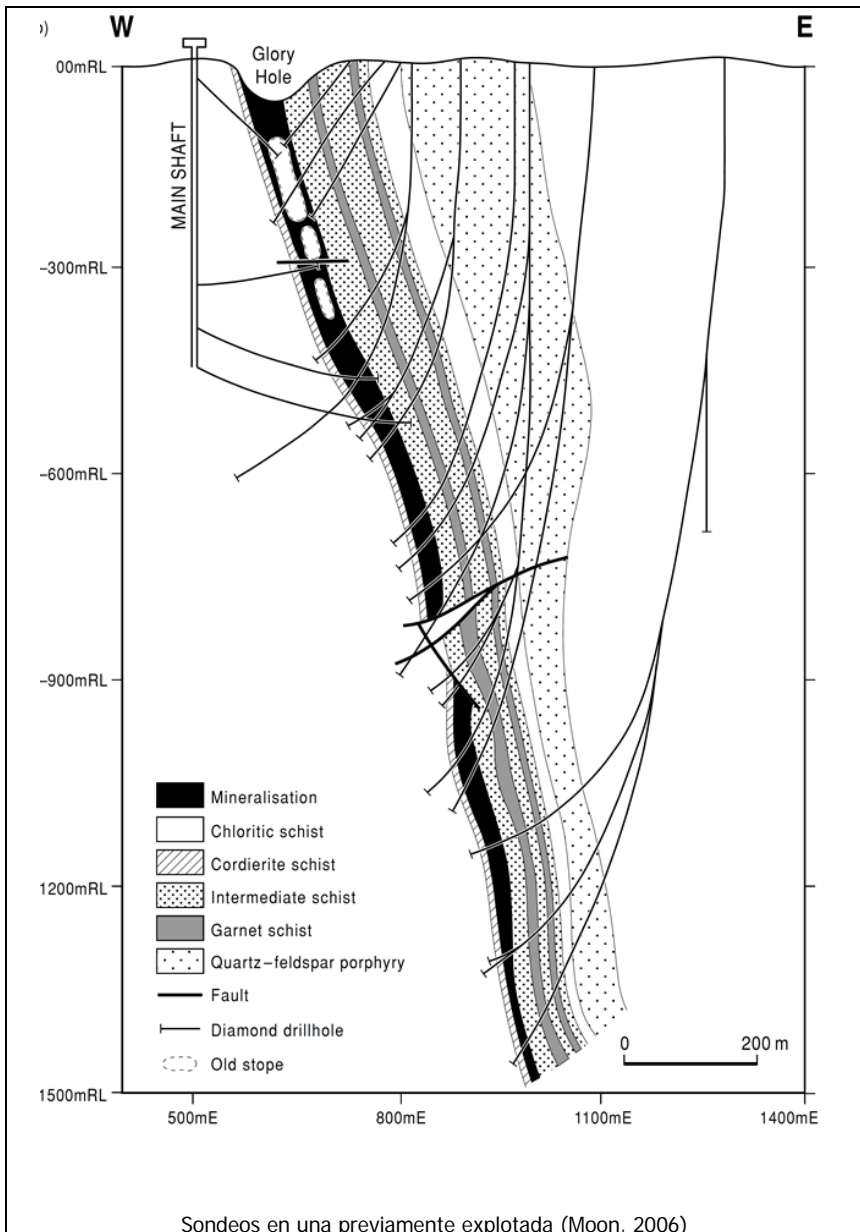 )
W
E
Glory
Hole
MAIN SHAFT
00mRL
–300mRL
–600mRL
–900mRL
1200mRL
1500mRL
Mineralisation
Chloritic schist
Cordierite schist
Intermediate schist
Garnet schist
Quartz–feldspar porphyry
Fault
Diamond drillhole
Old stope
0
200 m
500mE
800mE
1100mE
1400mE
Sondeos en una previamente explotada (Moon, 2006)